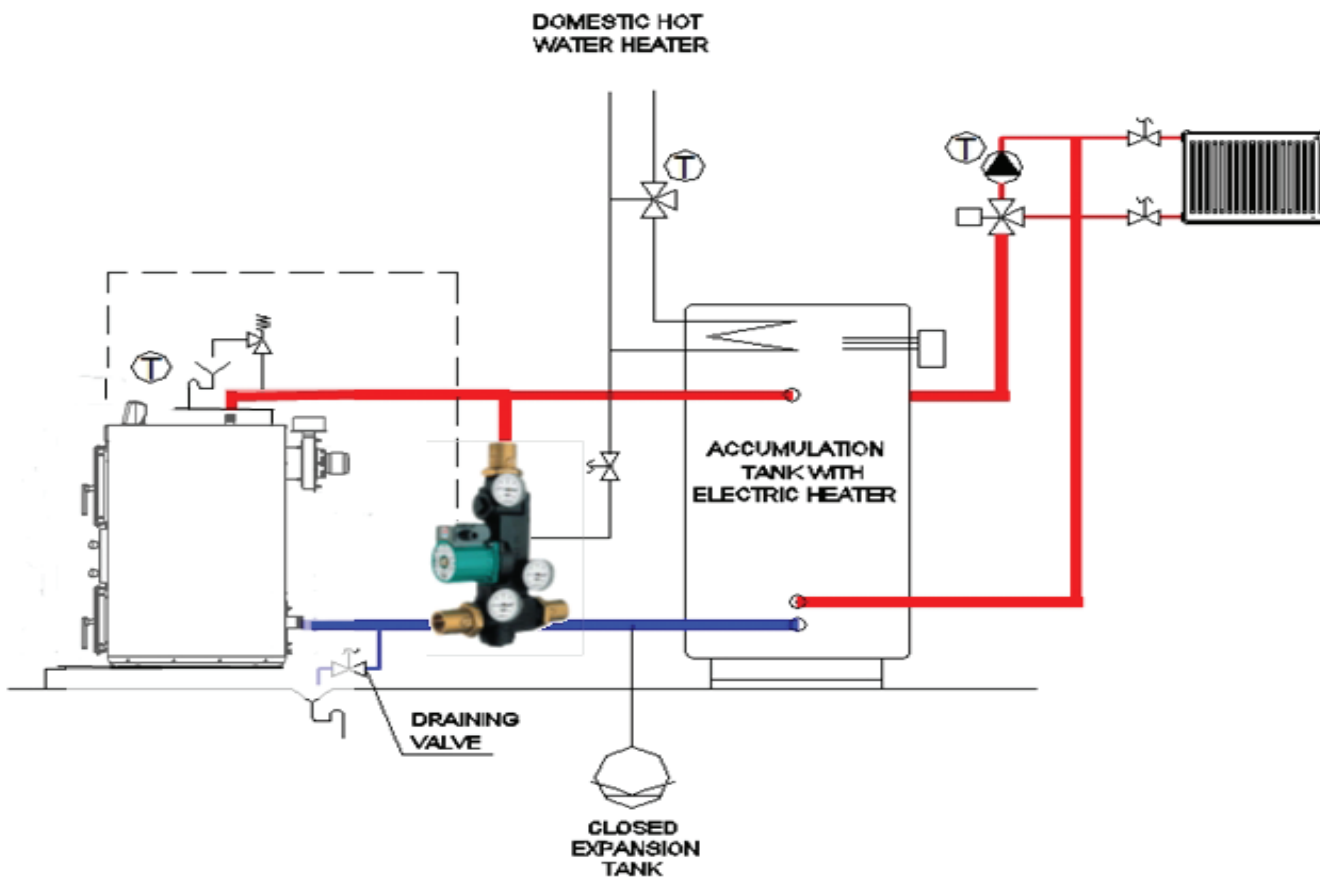 DOMESTIC HOT
WATER HEATER
T
T
T
ACCUMULATION
TANK WITH
ELECTRIC HEATER
DRAINING
VALVE
CLOSED
EXPANSION
TANK